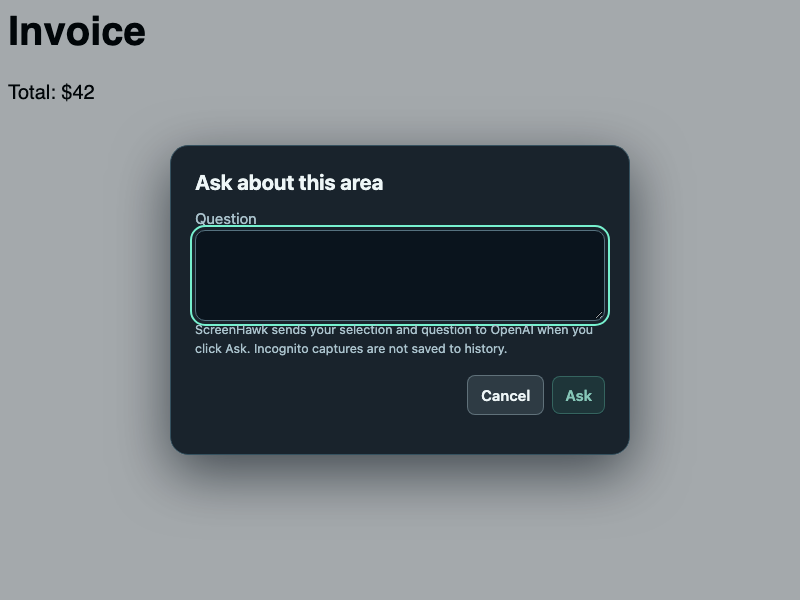 Invoice
Total: $42
Ask about this area
Question
ScreenHawk sends your selection and question to OpenAI when you
click Ask. Incognito captures are not saved to history.
Cancel
Ask